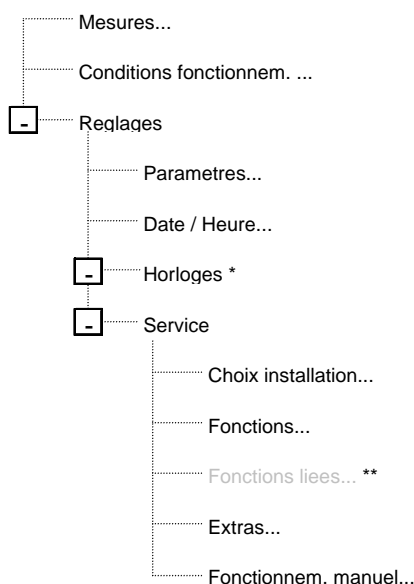 Mesures...
Conditions fonctionnem. ...
- Reglages
Parametres...
Date / Heure...
- Horloges *
- Service
Choix installation...
Fonctions...
Fonctions liees... **
Extras...
Fonctionnem. manuel...